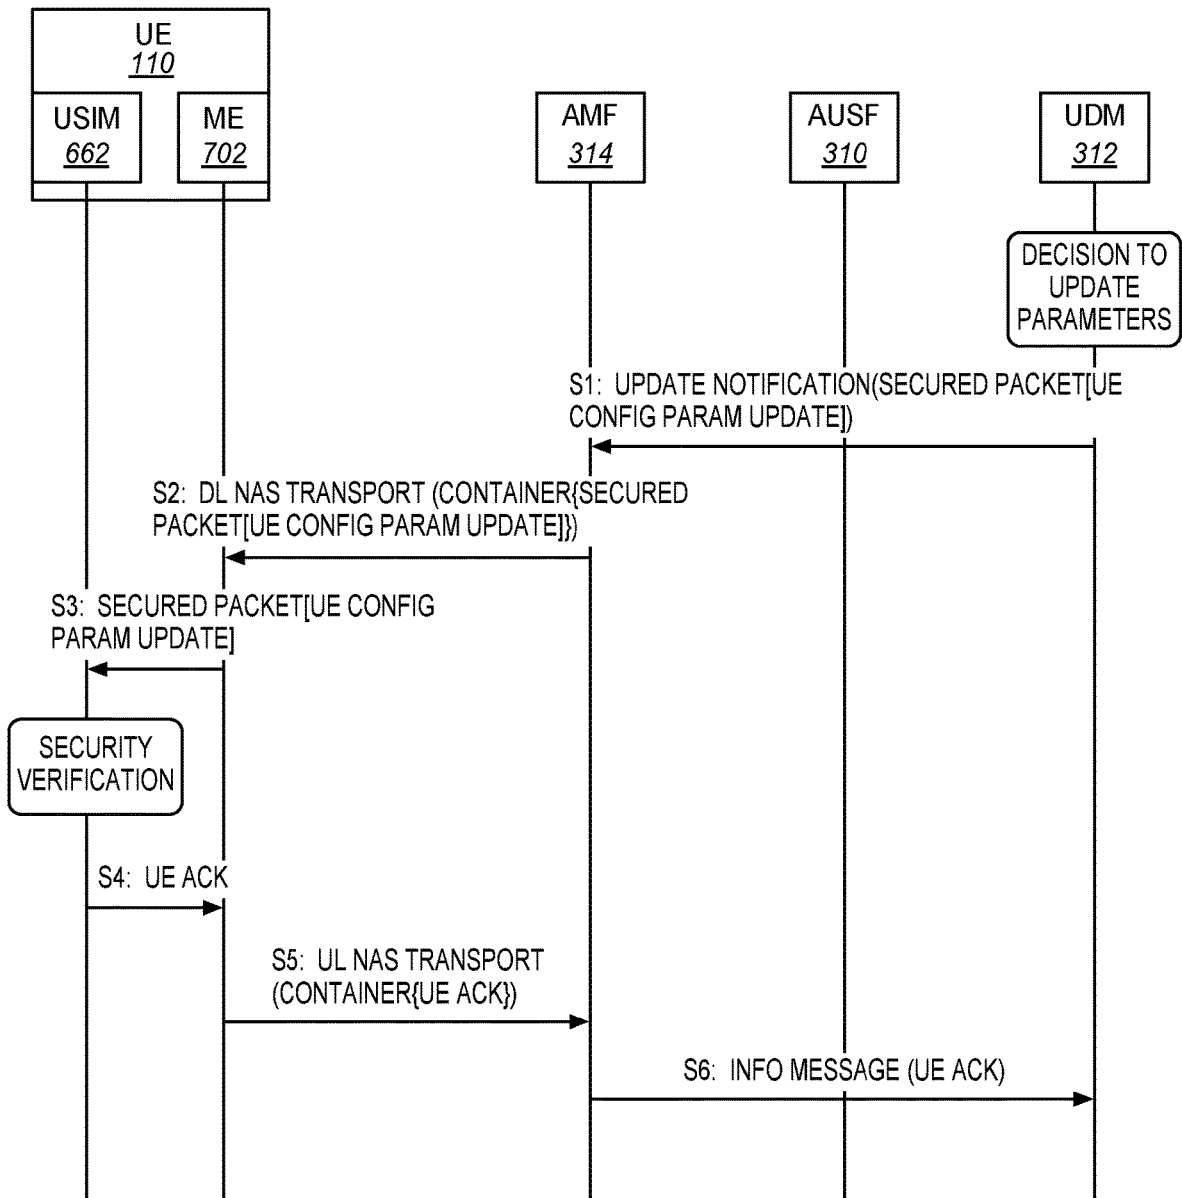 UE
110
USIM
662
ME
702
AMF
314
AUSF
310
UDM
312
DECISION TO
UPDATE
PARAMETERS
S1: UPDATE NOTIFICATION(SECURED PACKET[UE
CONFIG PARAM UPDATE])
S2: DL NAS TRANSPORT (CONTAINER{SECURED
PACKET[UE CONFIG PARAM UPDATE]})
S3: SECURED PACKET[UE CONFIG
PARAM UPDATE]
SECURITY
VERIFICATION
S4: UE ACK
S5: UL NAS TRANSPORT
(CONTAINER{UE ACK})
S6: INFO MESSAGE (UE ACK)